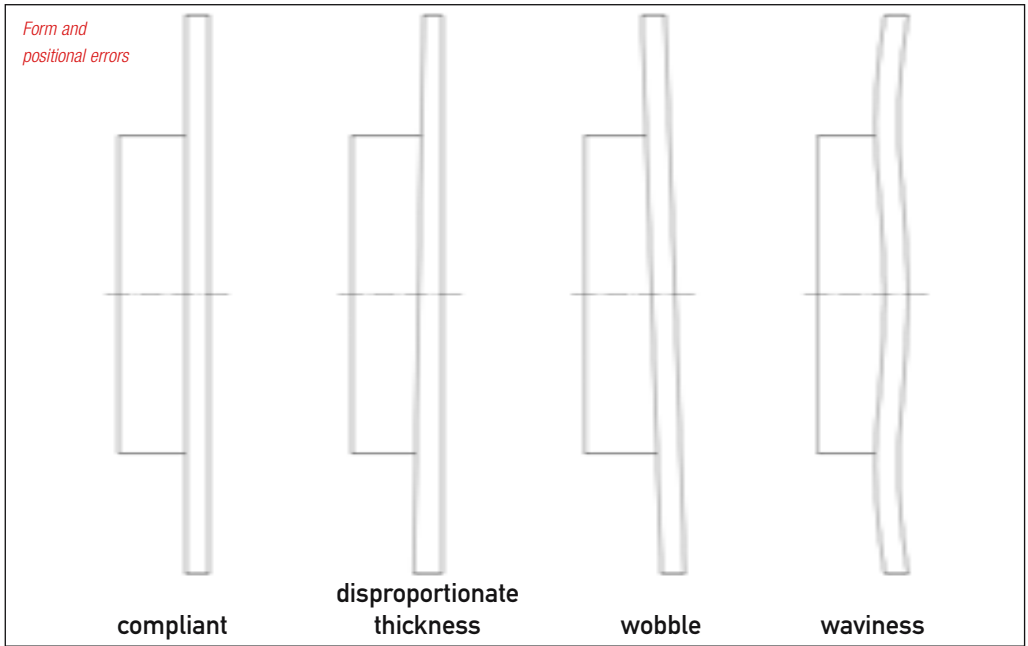 Form and
positional errors
compliant
disproportionate
thickness
wobble
waviness